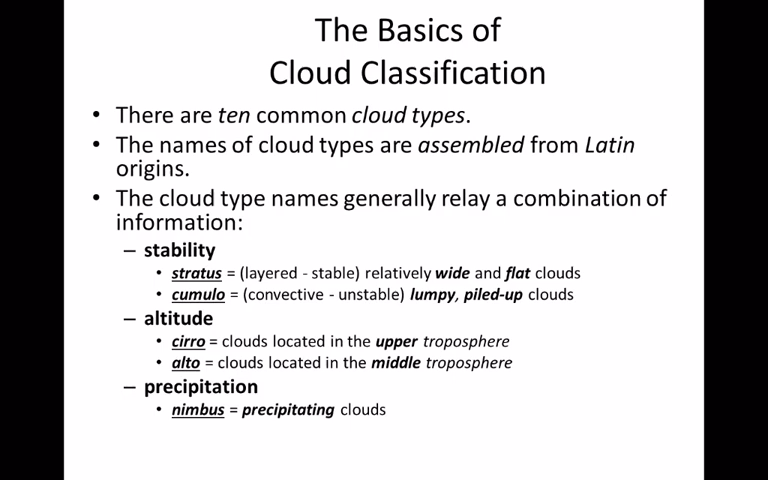 The Basics of
Cloud Classification
• There are ten common cloud types.
• The names of cloud types are assembled from Latin
origins.
• The cloud type names generally relay a combination of
information:
– stability
• stratus = (layered - stable) relatively wide and flat clouds
• cumulo = (convective - unstable) lumpy, piled-up clouds
– altitude
• cirro = clouds located in the upper troposphere
• alto = clouds located in the middle troposphere
– precipitation
• nimbus = precipitating clouds